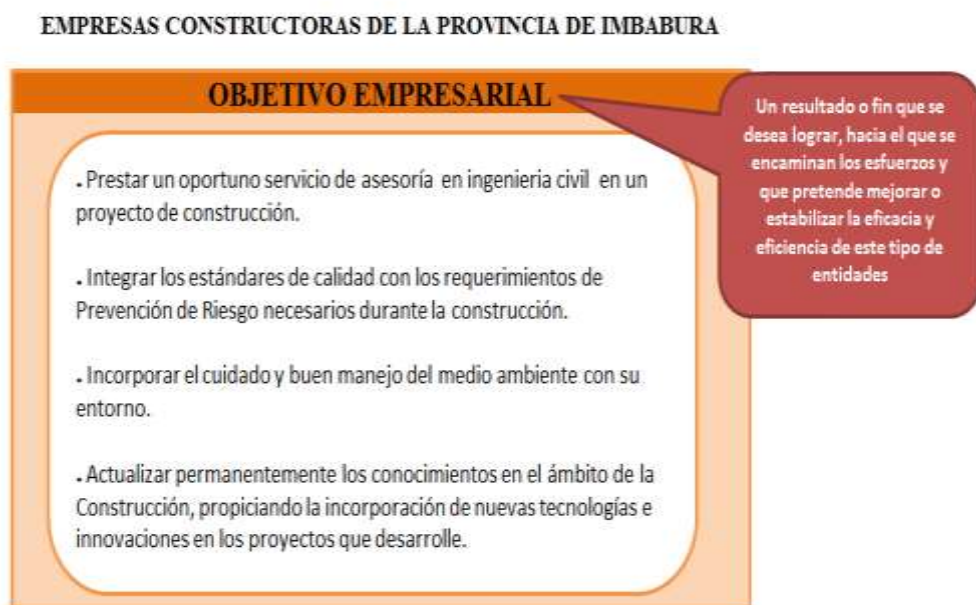 EMPRESAS CONSTRUCTORAS DE LA PROVINCIA DE IMBABURA
OBJETIVO EMPRESARIAL
Un resultado o fin que se
desea lograr, hacia el que se
encaminan los esfuerzos y
que pretende mejorar o
estabilizar la eficacia y
eficiencia de este tipo de
entidades
. Prestar un oportuno servicio de asesoría en ingenieria civil en un
proyecto de construcción.
. Integrar los estándares de calidad con los requerimientos de
Prevención de Riesgo necesarios durante la construcción.
. Incorporar el cuidado y buen manejo del medio ambiente con su
entorno.
. Actualizar permanentemente los conocimientos en el ámbito de la
Construcción, propiciando la incorporación de nuevas tecnologías e
innovaciones en los proyectos que desarrolle.